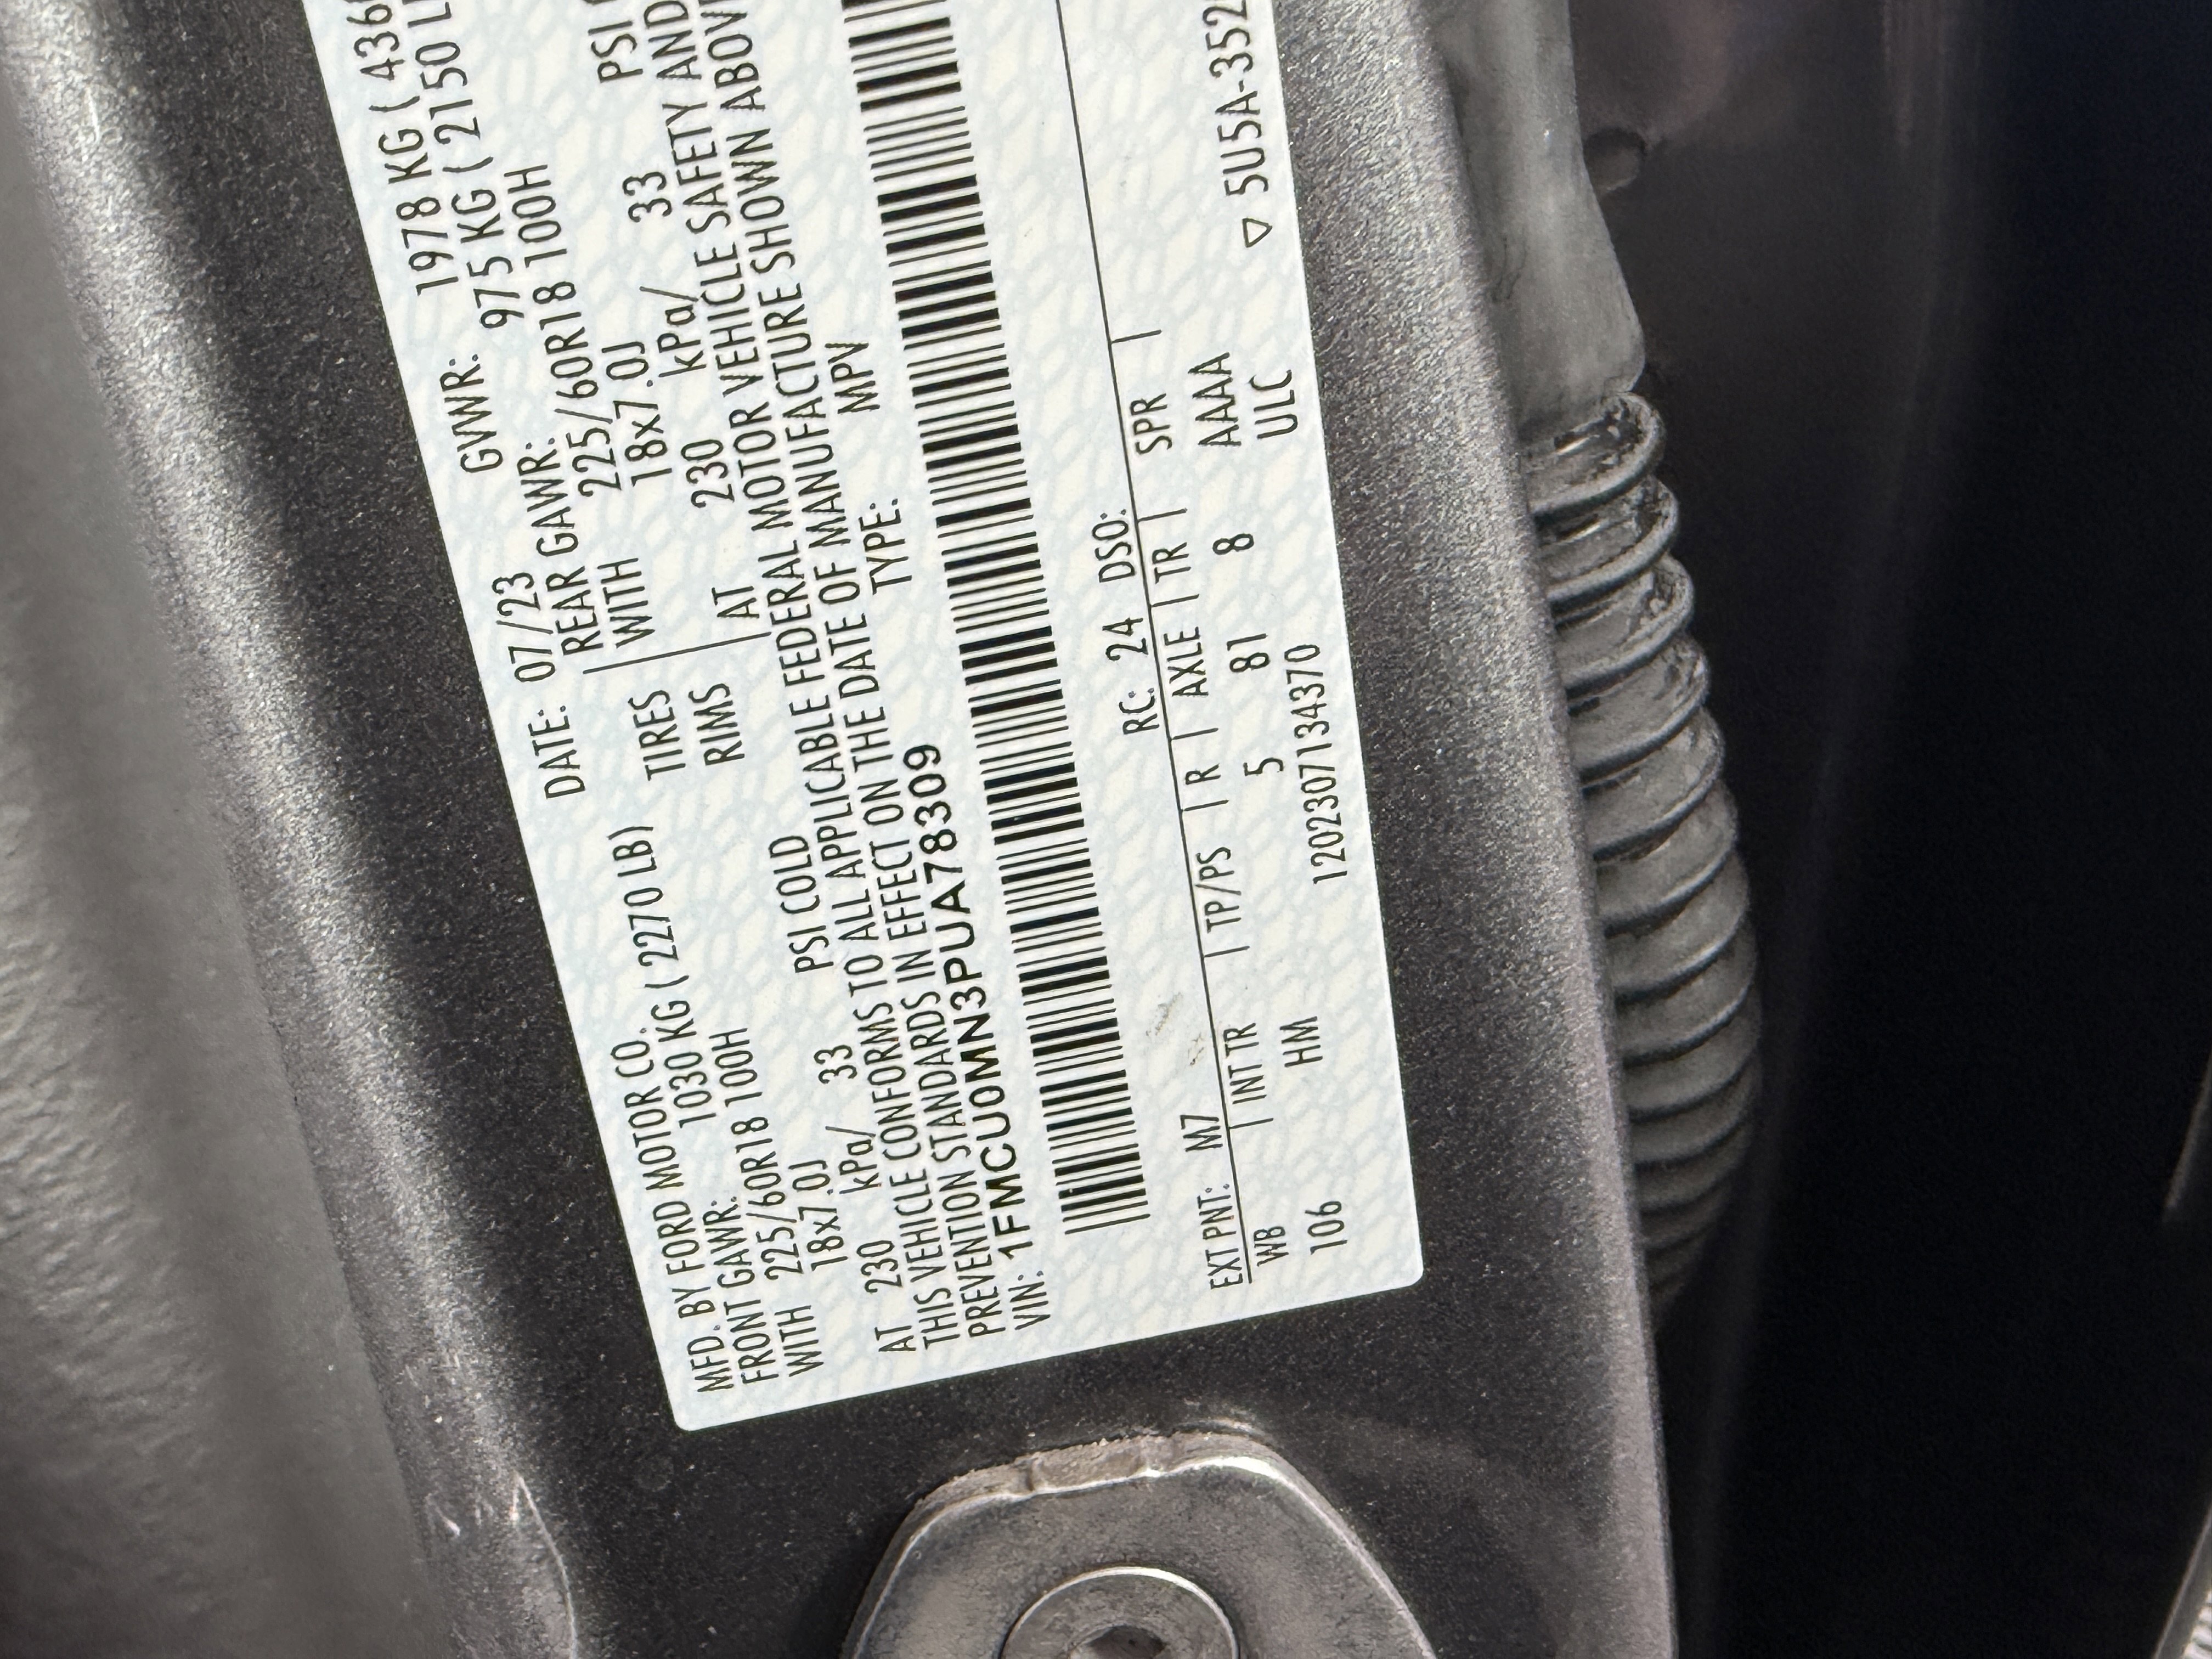 MFD. BY FORD MOTOR CO.
DATE: 07/23 GVWR: 1978 KG ( 436
FRONT GAWR: 1030 KG ( 2270 LB) REAR GAWR: 975 KG ( 2150 L
WITH 225/60R18 100H TIRES WITH 225/60R18 100H
18x7.0J RIMS 18x7.0J
AT 230 kPa/ 33 PSI COLD AT 230 kPa/ 33 PSI
THIS VEHICLE CONFORMS TO ALL APPLICABLE FEDERAL MOTOR VEHICLE SAFETY AND
PREVENTION STANDARDS IN EFFECT ON THE DATE OF MANUFACTURE SHOWN ABOV
VIN: 1FMCU0MN3PUA78309 TYPE: MPV
EXT PNT: M7 RC: 24 DSO:
WB | INT TR | TP/PS | R | AXLE | TR | SPR |
106 HM 5 81 8 AAAA
1202307134370 ULC ▽ 5U5A-352